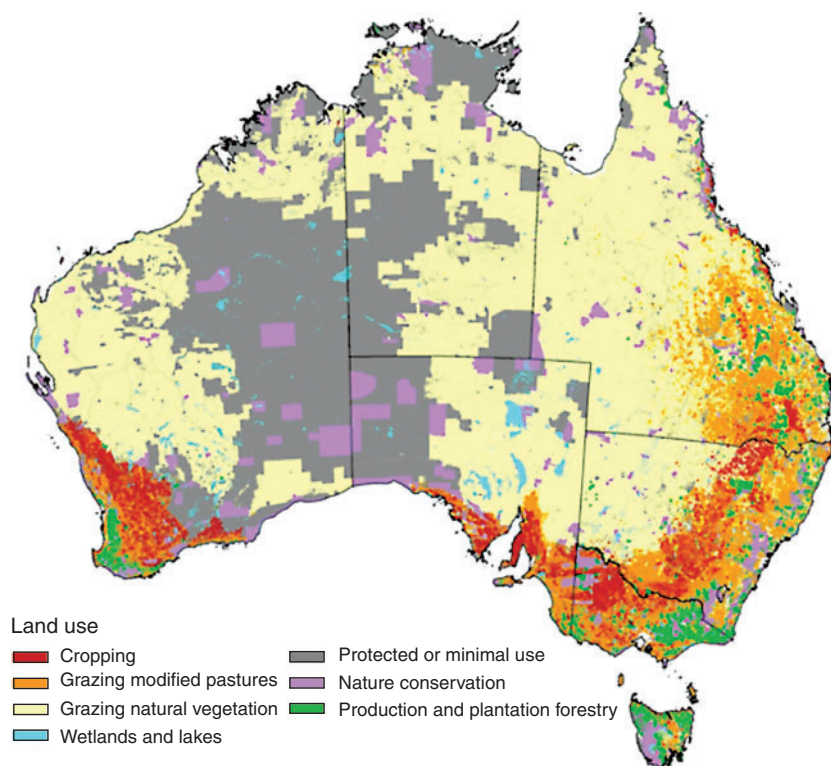 Land use
Cropping
Grazing modified pastures
Grazing natural vegetation
Wetlands and lakes
Protected or minimal use
Nature conservation
Production and plantation forestry